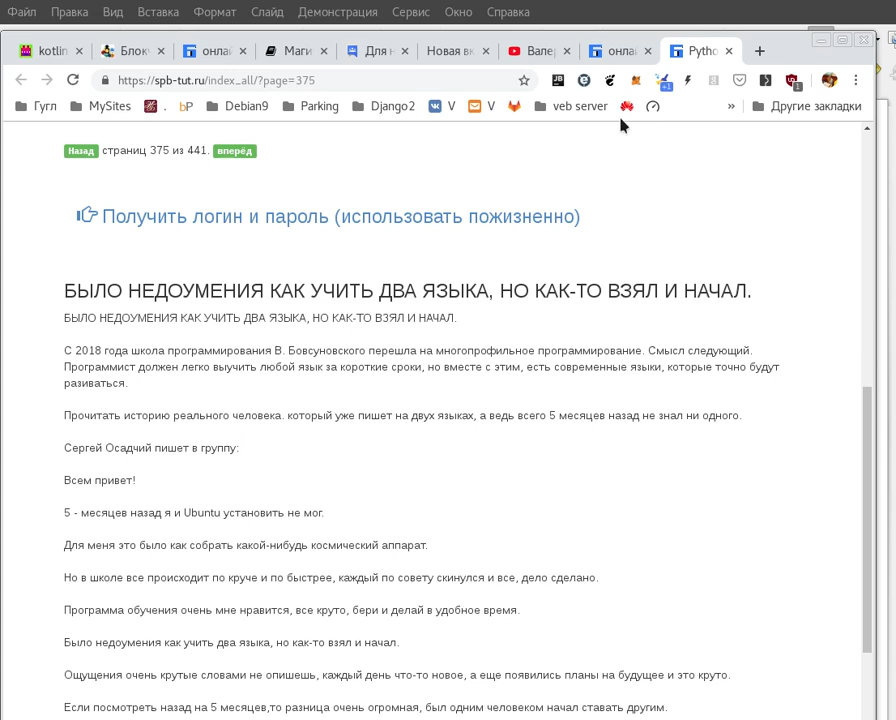 Файл Правка Вид Вставка Формат Слайд Демонстрация Сервис Окно Справка
kotlin Блокч онлай Маги Для н Новая вк Валер онлай Pytho
https://spb-tut.ru/index_all/?page=375
+1 1
Гугл MySites . bP Debian9 Parking Django2 V V veb server » Другие закладки
Назад страниц 375 из 441. вперёд
Получить логин и пароль (использовать пожизненно)
БЫЛО НЕДОУМЕНИЯ КАК УЧИТЬ ДВА ЯЗЫКА, НО КАК-ТО ВЗЯЛ И НАЧАЛ.
БЫЛО НЕДОУМЕНИЯ КАК УЧИТЬ ДВА ЯЗЫКА, НО КАК-ТО ВЗЯЛ И НАЧАЛ.
С 2018 года школа программирования В. Бовсуновского перешла на многопрофильное программирование. Смысл следующий.
Программист должен легко выучить любой язык за короткие сроки, но вместе с этим, есть современные языки, которые точно будут
разиваться.
Прочитать историю реального человека. который уже пишет на двух языках, а ведь всего 5 месяцев назад не знал ни одного.
Сергей Осадчий пишет в группу:
Всем привет!
5 - месяцев назад я и Ubuntu установить не мог.
Для меня это было как собрать какой-нибудь космический аппарат.
Но в школе все происходит по круче и по быстрее, каждый по совету скинулся и все, дело сделано.
Программа обучения очень мне нравится, все круто, бери и делай в удобное время.
Было недоумения как учить два языка, но как-то взял и начал.
Ощущения очень крутые словами не опишешь, каждый день что-то новое, а еще появились планы на будущее и это круто.
Если посмотреть назад на 5 месяцев,то разница очень огромная, был одним человеком начал ставать другим.